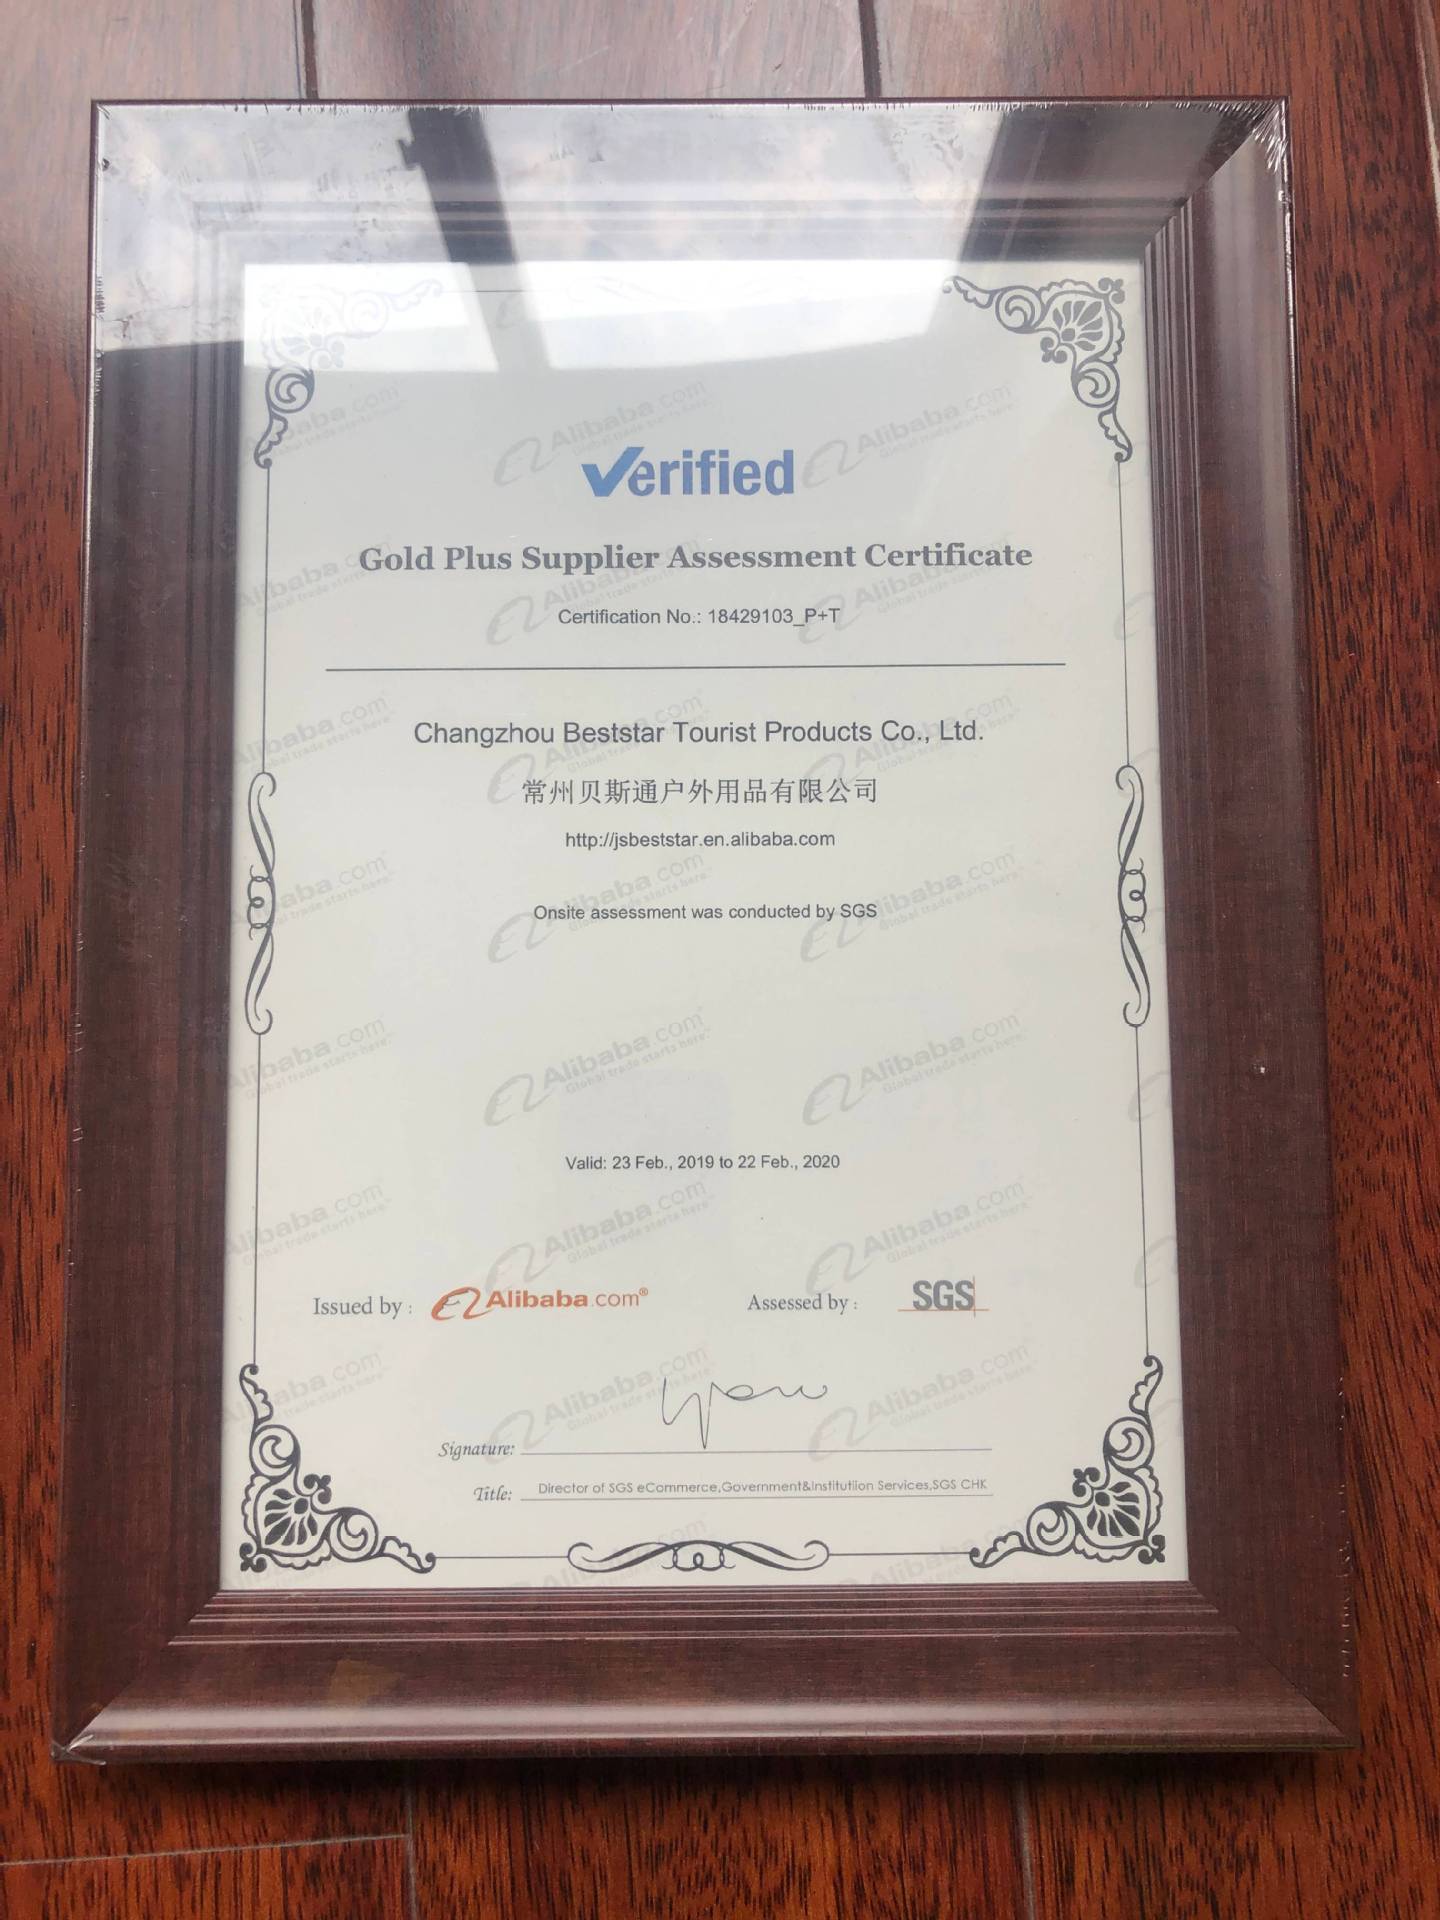 Verified
Gold Plus Supplier Assessment Certificate
Certification No.: 18429103_P+T
Changzhou Beststar Tourist Products Co., Ltd.
常州贝斯通户外用品有限公司
http://jsbeststar.en.alibaba.com
Onsite assessment was conducted by SGS
Valid: 23 Feb., 2019 to 22 Feb., 2020
Issued by : Alibaba.com® Assessed by : SGS
Signature:
Title: Director of SGS eCommerce,Government&Institutiion Services,SGS CHK